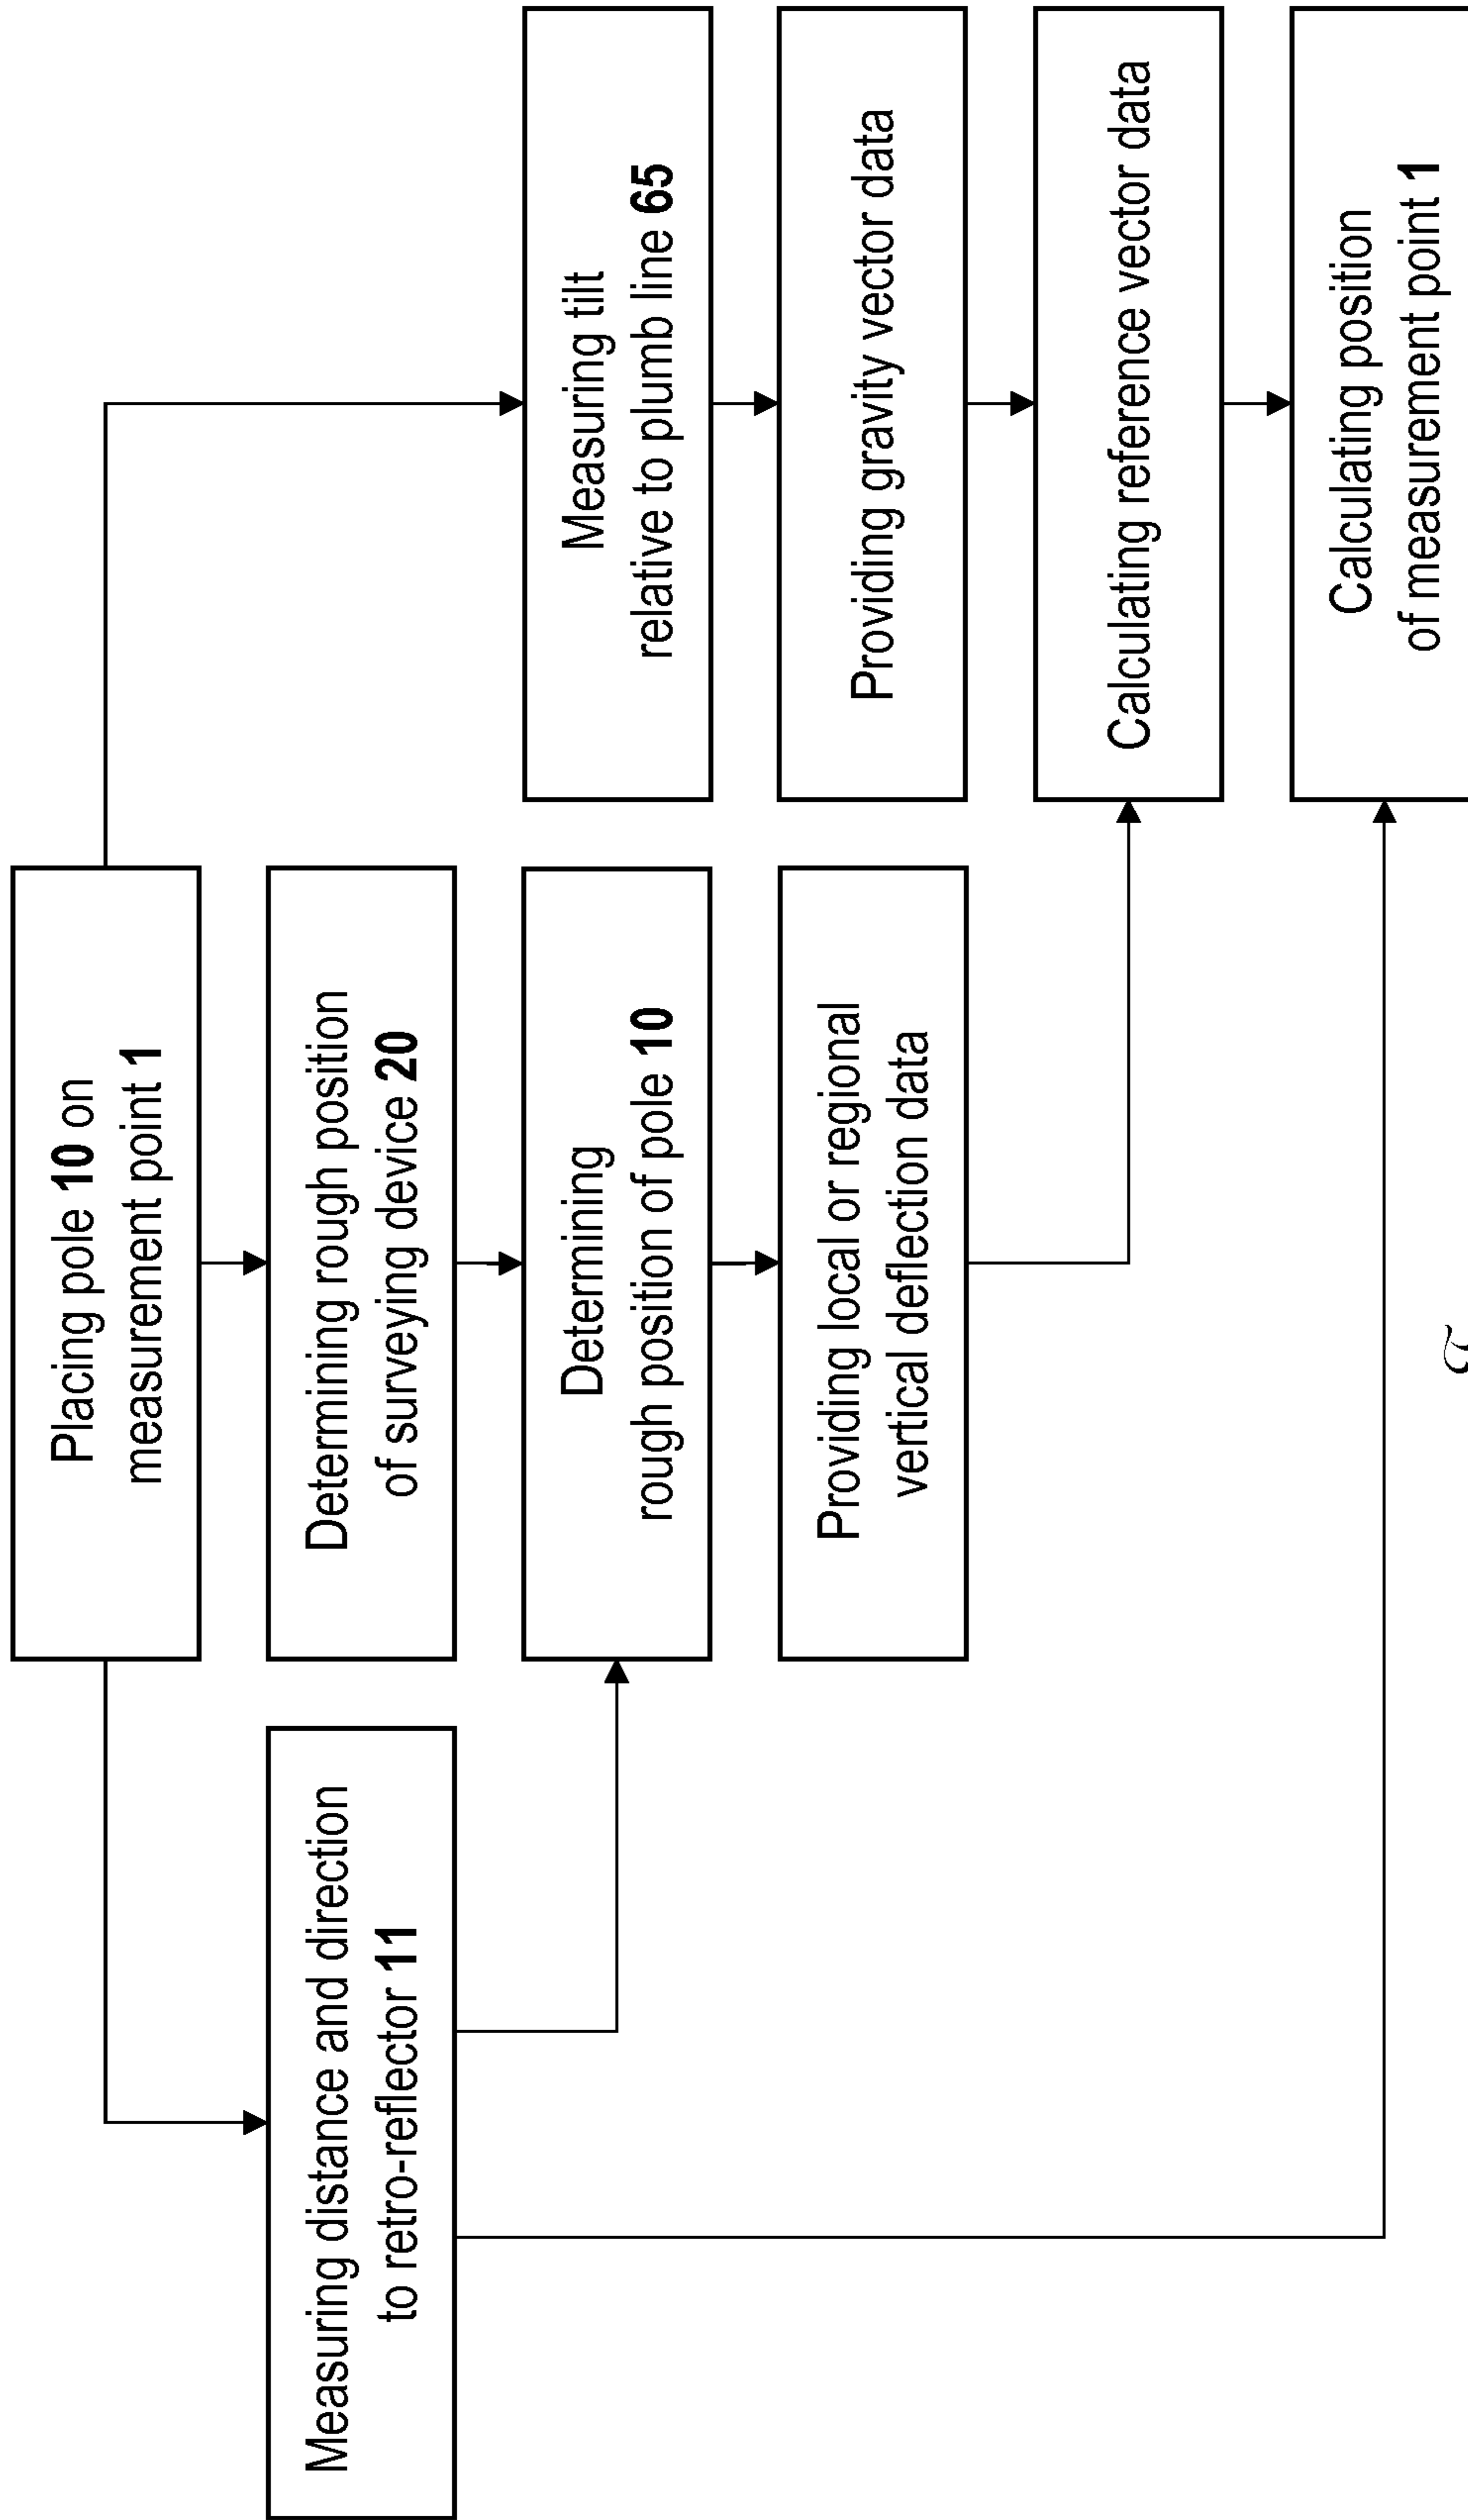 Placing pole 10 on
measurement point 1
Measuring distance and direction
to retro-reflector 11
Determining rough position
of surveying device 20
Determining
rough position of pole 10
Measuring tilt
relative to plumb line 65
Providing local or regional
vertical deflection data
Providing gravity vector data
Calculating reference vector data
Calculating position
of measurement point 1